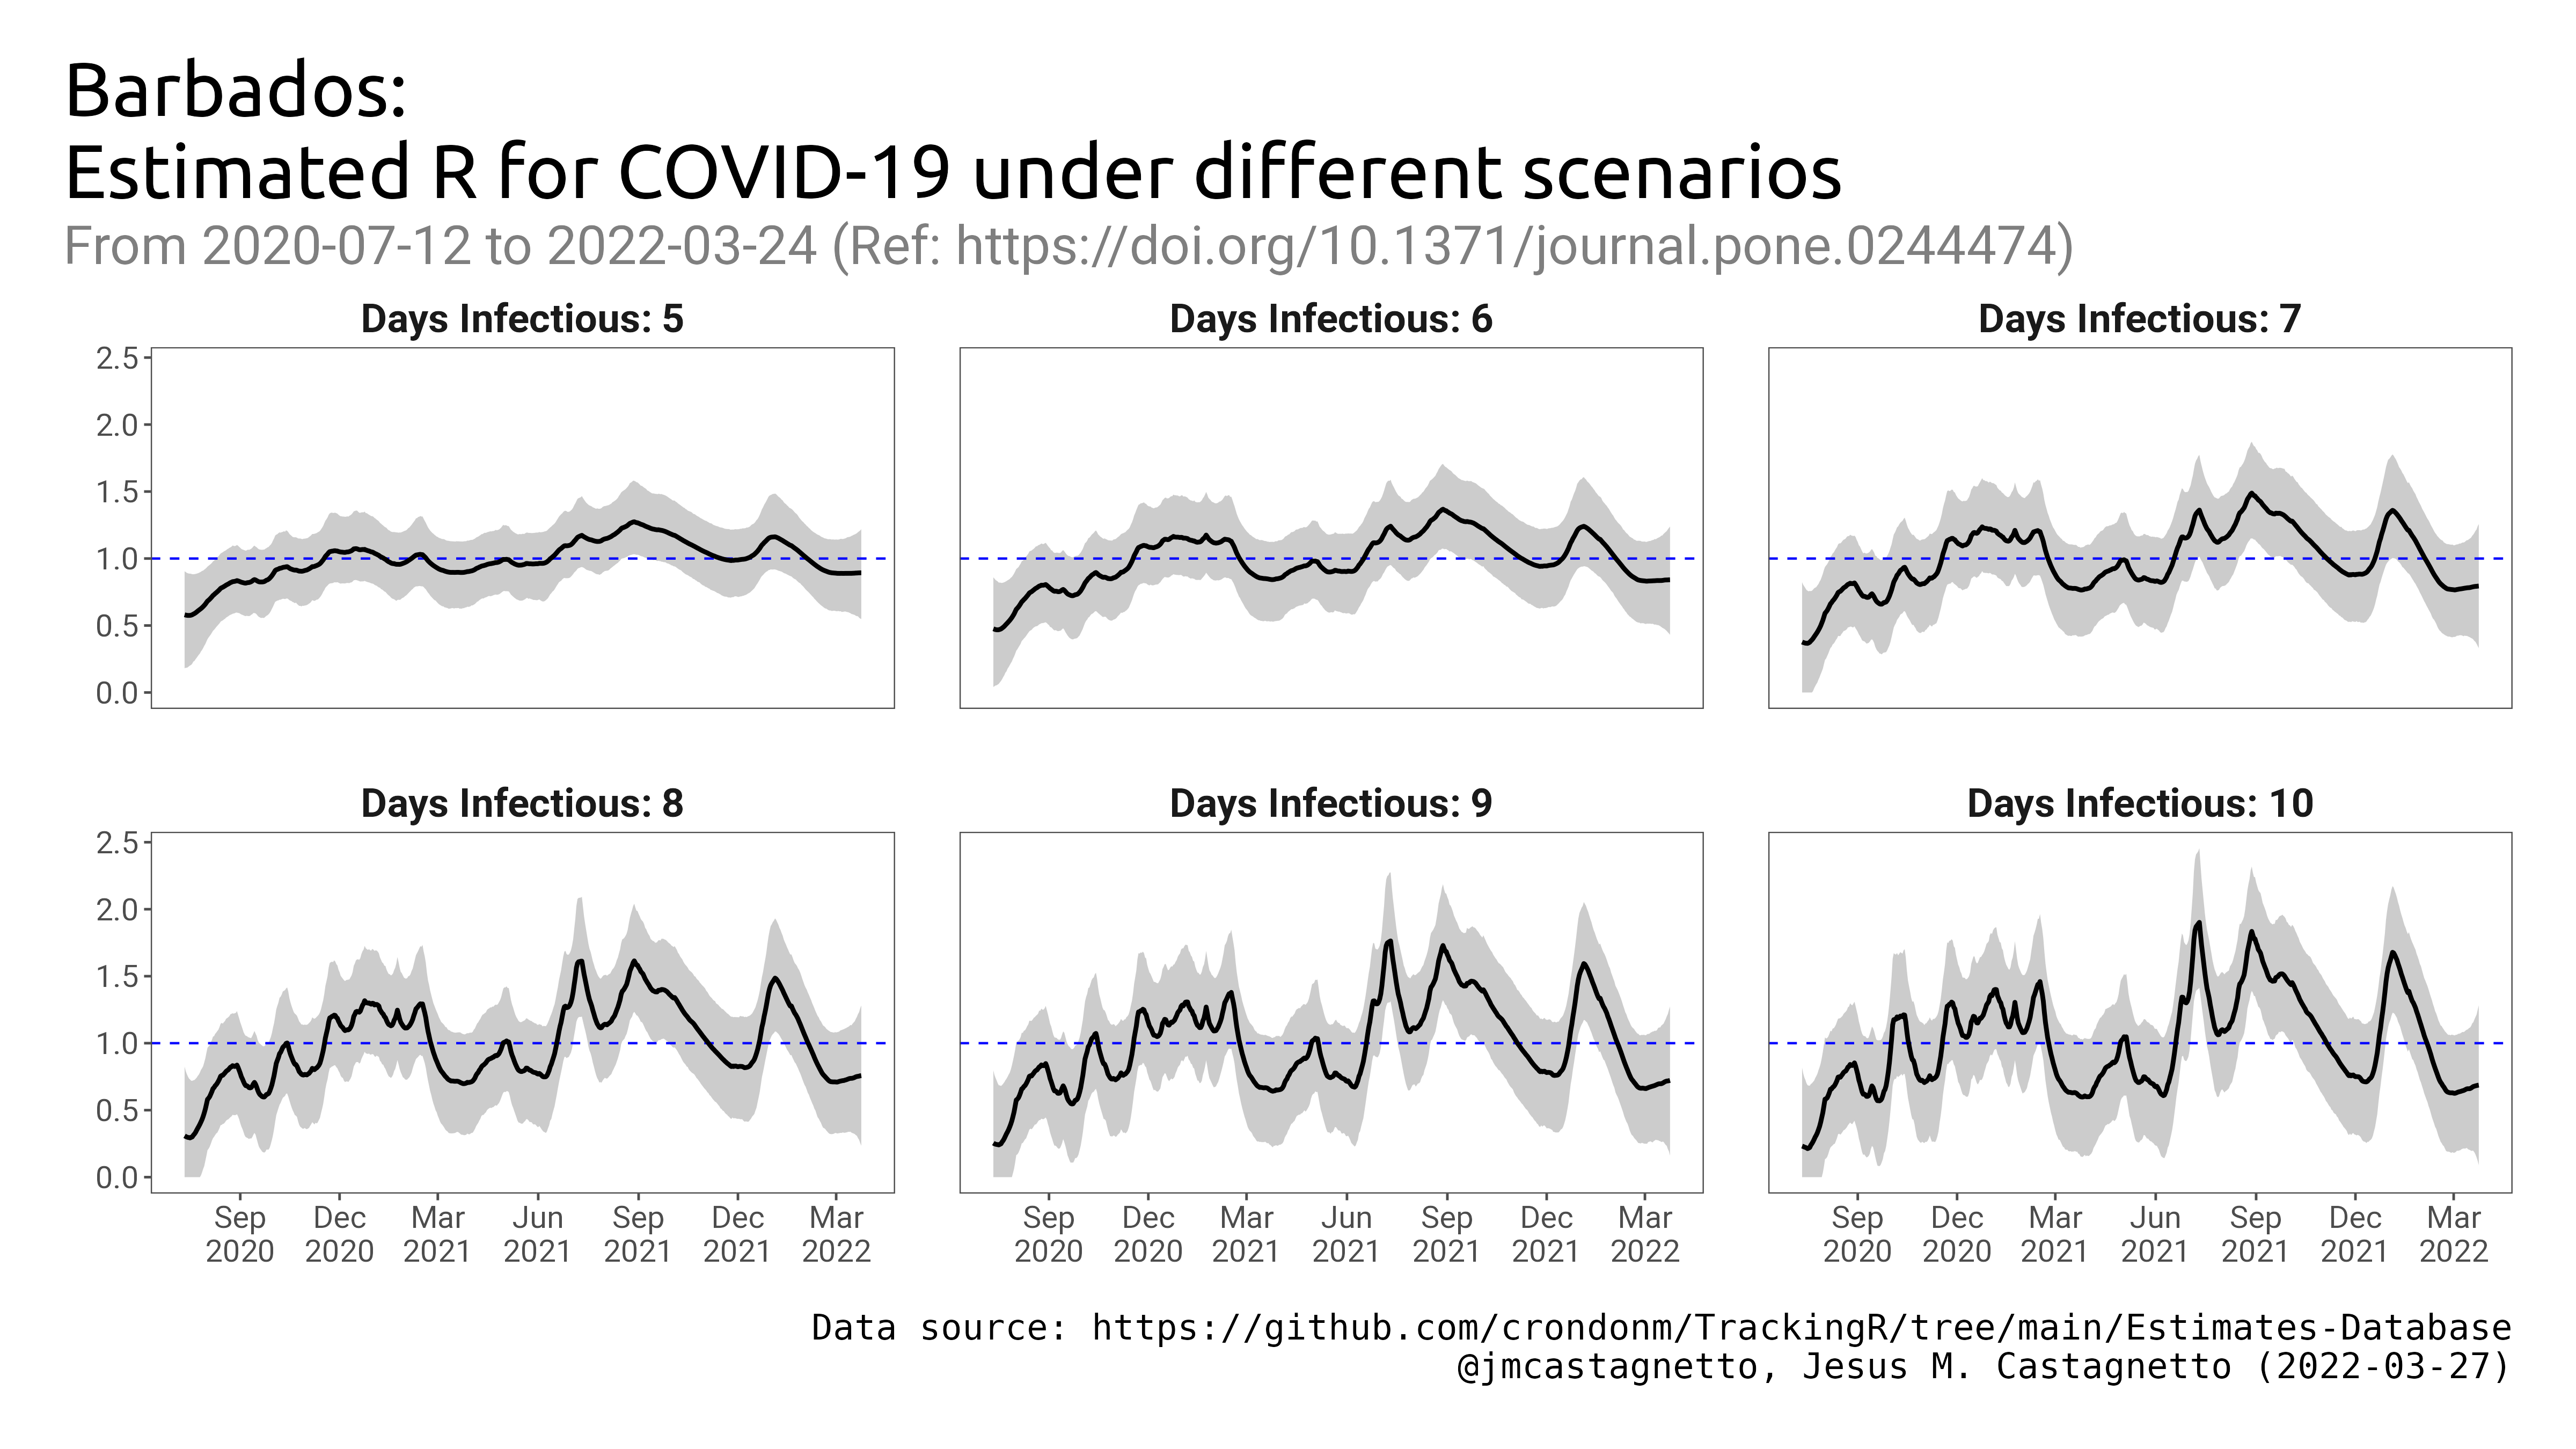 Barbados:
Estimated R for COVID-19 under different scenarios
From 2020-07-12 to 2022-03-24 (Ref: https://doi.org/10.1371/journal.pone.0244474)
Days Infectious: 5
Days Infectious: 6
Days Infectious: 7
2.5
2.0
1.5
1.0
0.5
0.0
Days Infectious: 8
Days Infectious: 9
Days Infectious: 10
2.5
2.0
1.5
1.0
0.5
0.0
Sep Dec Mar Jun Sep Dec Mar
2020 2020 2021 2021 2021 2021 2022
Sep Dec Mar Jun Sep Dec Mar
2020 2020 2021 2021 2021 2021 2022
Sep Dec Mar Jun Sep Dec Mar
2020 2020 2021 2021 2021 2021 2022
Data source: https://github.com/crondonm/TrackingR/tree/main/Estimates-Database
@jmcastagnetto, Jesus M. Castagnetto (2022-03-27)